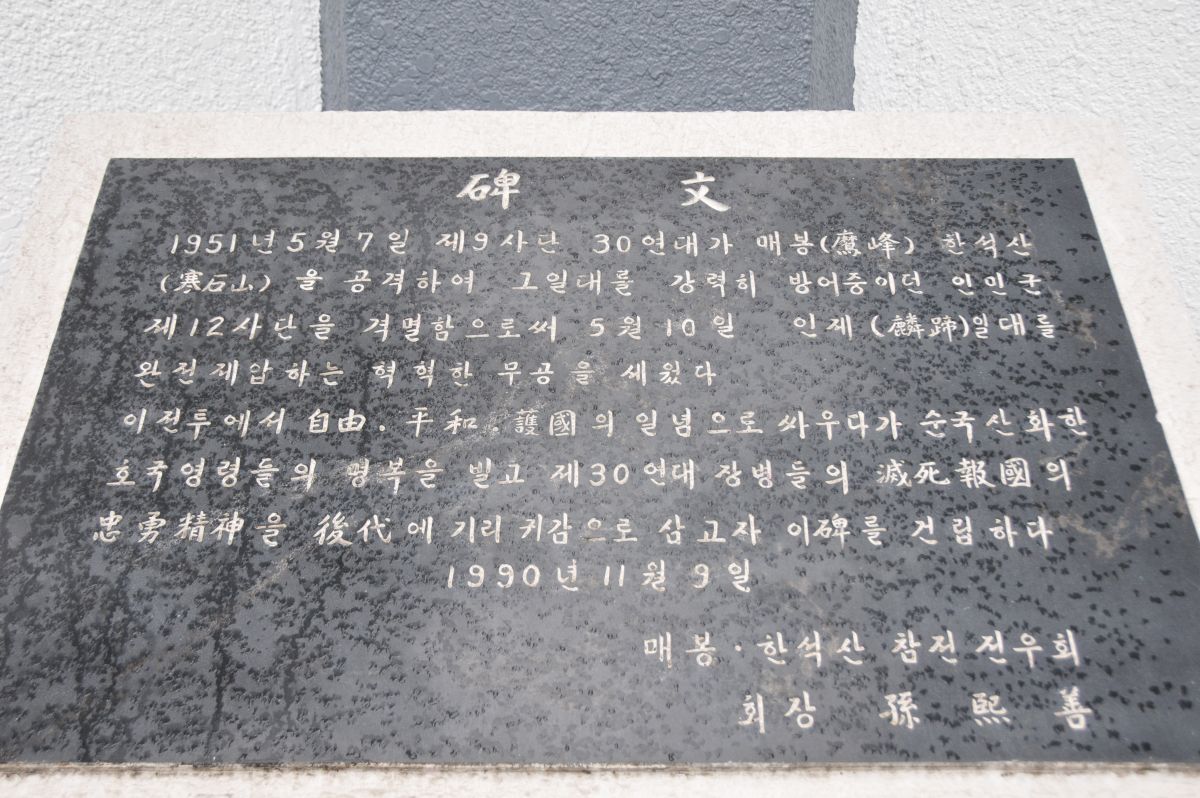 碑 文
1951년 5월 7일 제9사단 30연대가 매봉(鷹峰) 한석산
(寒石山) 을 공격하여 그일대를 강력히 방어중이던 인민군
제12사단을 격멸함으로써 5월 10일 인제 (麟蹄)일대를
완전제압하는 혁혁한 무공을 세웠다
이전투에서 自由. 平和. 護國의 일념으로 싸우다가 순국산화한
호국영령들의 명복을 빌고 제30연대 장병들의 滅死報國의
忠勇精神을 後代에 기리 귀감으로 삼고자 이碑를 건립하다
1990년 11월 9일
매봉·한석산 참전 전우회
회장 孫 熙 善